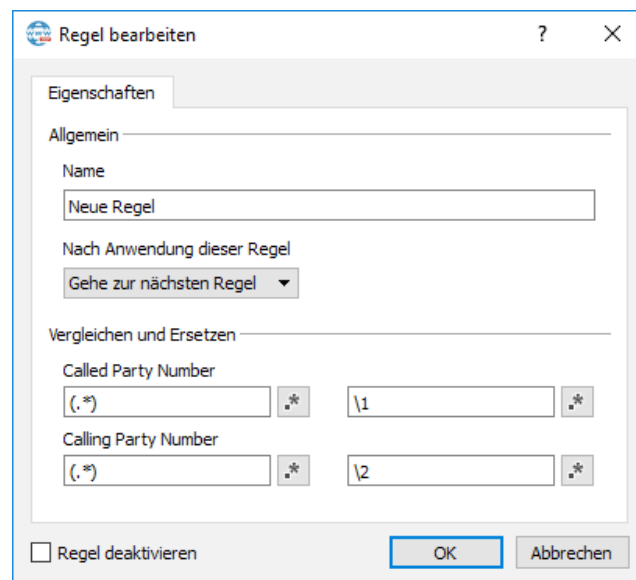 Regel bearbeiten
?
Eigenschaften
Allgemein
Name
Neue Regel
Nach Anwendung dieser Regel
Gehe zur nächsten Regel
Vergleichen und Ersetzen
Called Party Number
(.*) .* \1 .*
Calling Party Number
(.*) .* \2 .*
Regel deaktivieren OK Abbrechen